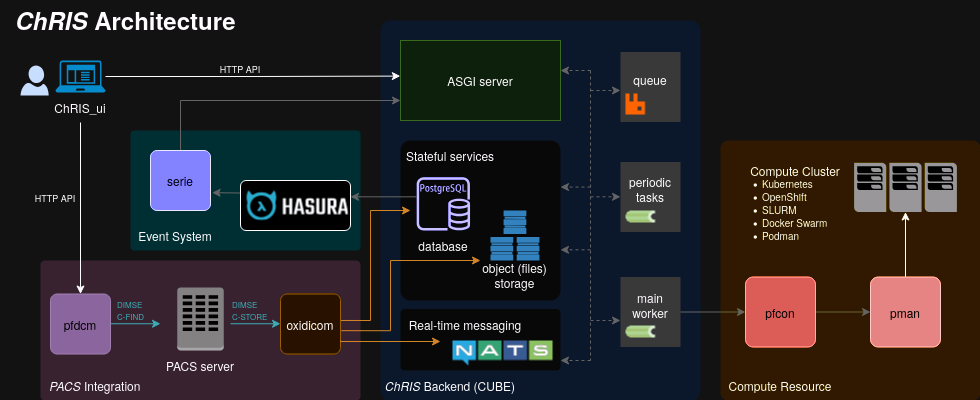 ChRIS Architecture
HTTP API
ChRIS_ui
ASGI server
queue
Stateful services
PostgreSQL
database
object (files)
storage
periodic
tasks
serie
HASURA
Event System
HTTP API
Compute Cluster
Kubernetes
OpenShift
SLURM
Docker Swarm
Podman
main
worker
pfcon
pman
Compute Resource
pfdcm
DIMSE
C-FIND
PACS server
DIMSE
C-STORE
oxidicom
PACS Integration
Real-time messaging
NATS
ChRIS Backend (CUBE)